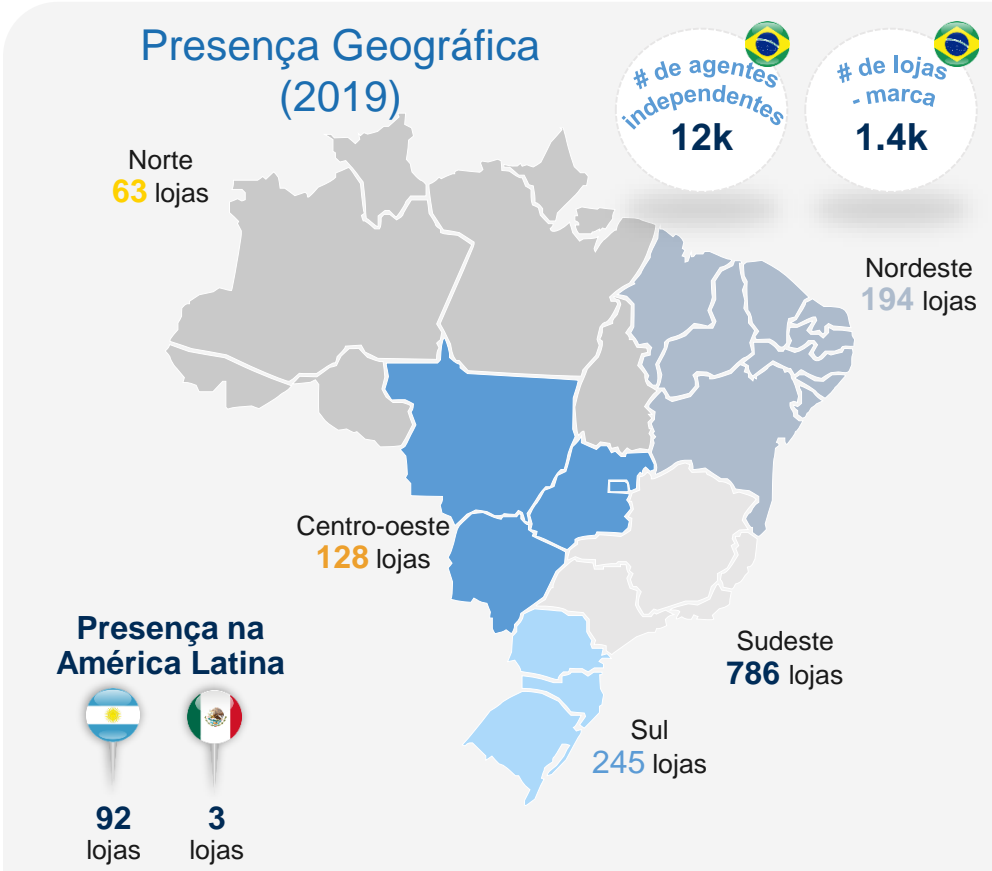 Presença Geográfica
(2019)
# de agentes
independentes
12k
# de lojas
- marca
1.4k
Norte
63 lojas
Nordeste
194 lojas
Centro-oeste
128 lojas
Sudeste
786 lojas
Sul
245 lojas
Presença na
América Latina
92
lojas
3
lojas